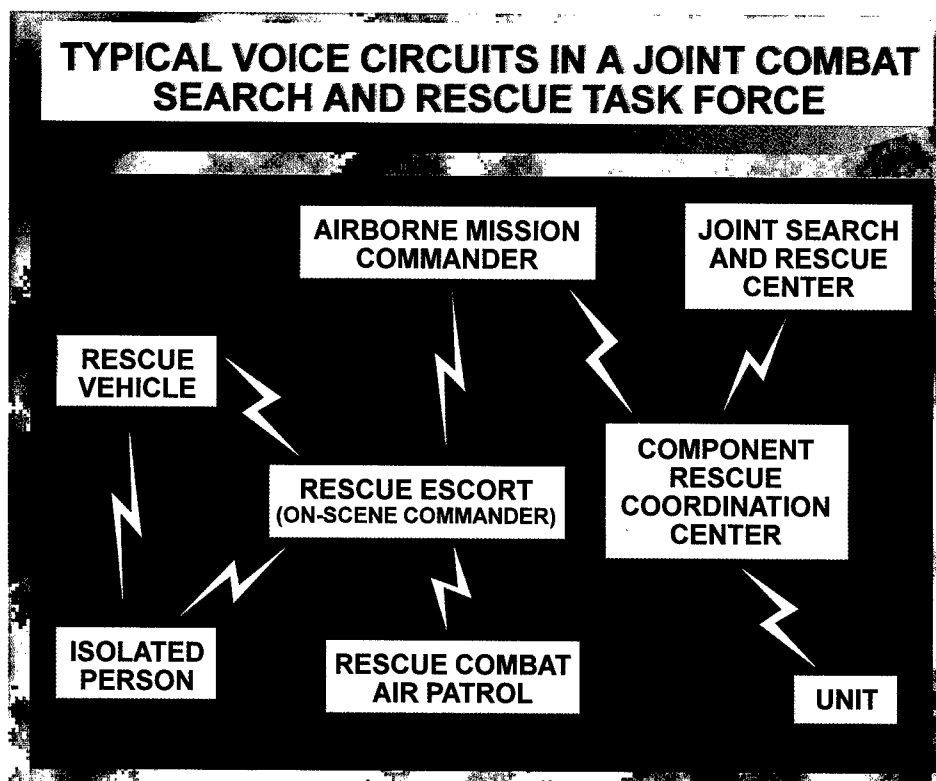 TYPICAL VOICE CIRCUITS IN A JOINT COMBAT
SEARCH AND RESCUE TASK FORCE
AIRBORNE MISSION
COMMANDER
JOINT SEARCH
AND RESCUE
CENTER
RESCUE
VEHICLE
COMPONENT
RESCUE
COORDINATION
CENTER
RESCUE ESCORT
(ON-SCENE COMMANDER)
ISOLATED
PERSON
RESCUE COMBAT
AIR PATROL
UNIT